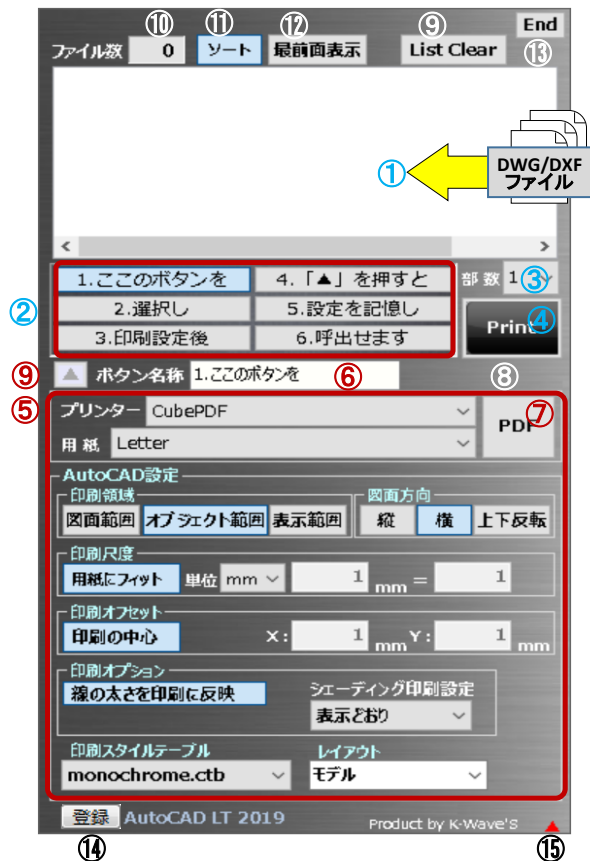 ⑩ ⑪ ⑫ ⑨ End
ファイル数 0 ソート 最前面表示 List Clear ⑬
① DWG/DXF
ファイル
< >
1.ここのボタンを 4.「▲」を押すと 部数 1 ③
② 2.選択し 5.設定を記憶し Print ④
3.印刷設定後 6.呼出せます
⑨ ▲ ボタン名称 1.ここのボタンを ⑥ ⑧
⑤ プリンター CubePDF PDF ⑦
用紙 Letter
AutoCAD設定
印刷領域 図面方向
図面範囲 オブジェクト範囲 表示範囲 縦 横 上下反転
印刷尺度
用紙にフィット 単位 mm 1 mm = 1
印刷オフセット
印刷の中心 X: 1 mm Y: 1 mm
印刷オプション
線の太さを印刷に反映 シェーディング印刷設定
表示どおり
印刷スタイルテーブル レイアウト
monochrome.ctb モデル
登録 AutoCAD LT 2019 Product by K-Wave'S ▲
⑭ ⑮